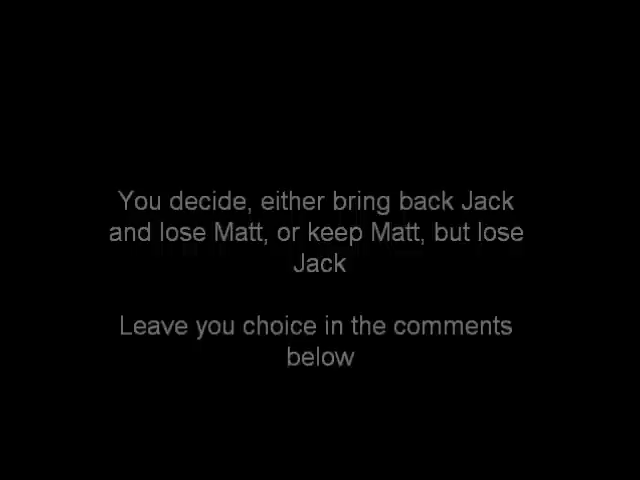 You decide, either bring back Jack
and lose Matt, or keep Matt, but lose
Jack
Leave you choice in the comments
below